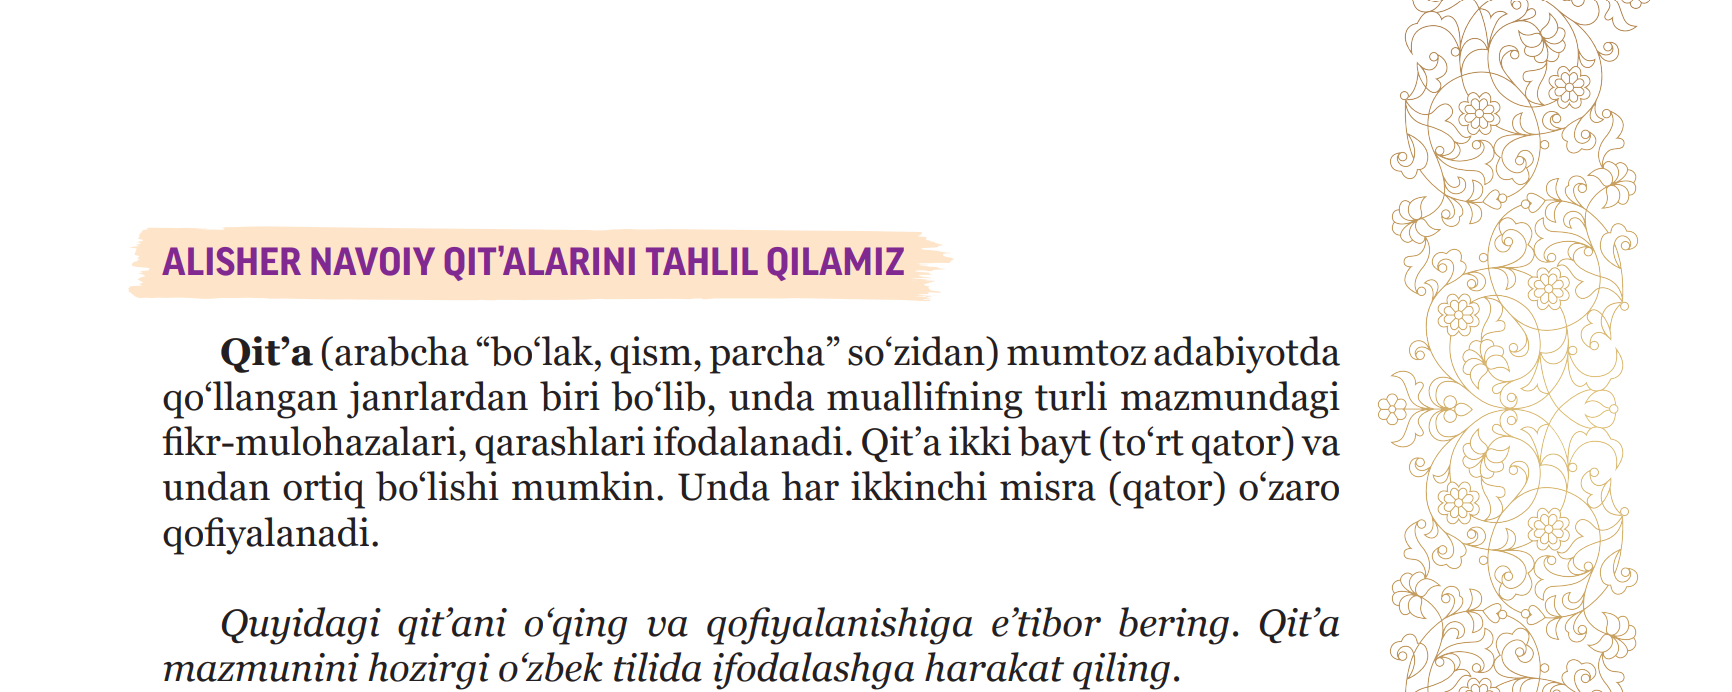 ALISHER NAVOIY QIT’ALARINI TAHLIL QILAMIZ
Qit’a (arabcha “bo‘lak, qism, parcha” so‘zidan) mumtoz adabiyotda
qo‘llangan janrlardan biri bo‘lib, unda muallifning turli mazmundagi
fikr-mulohazalari, qarashlari ifodalanadi. Qit’a ikki bayt (to‘rt qator) va
undan ortiq bo‘lishi mumkin. Unda har ikkinchi misra (qator) o‘zaro
qofiyalanadi.
Quyidagi qit’ani o‘qing va qofiyalanishiga e’tibor bering. Qit’a
mazmunini hozirgi o‘zbek tilida ifodalashga harakat qiling.